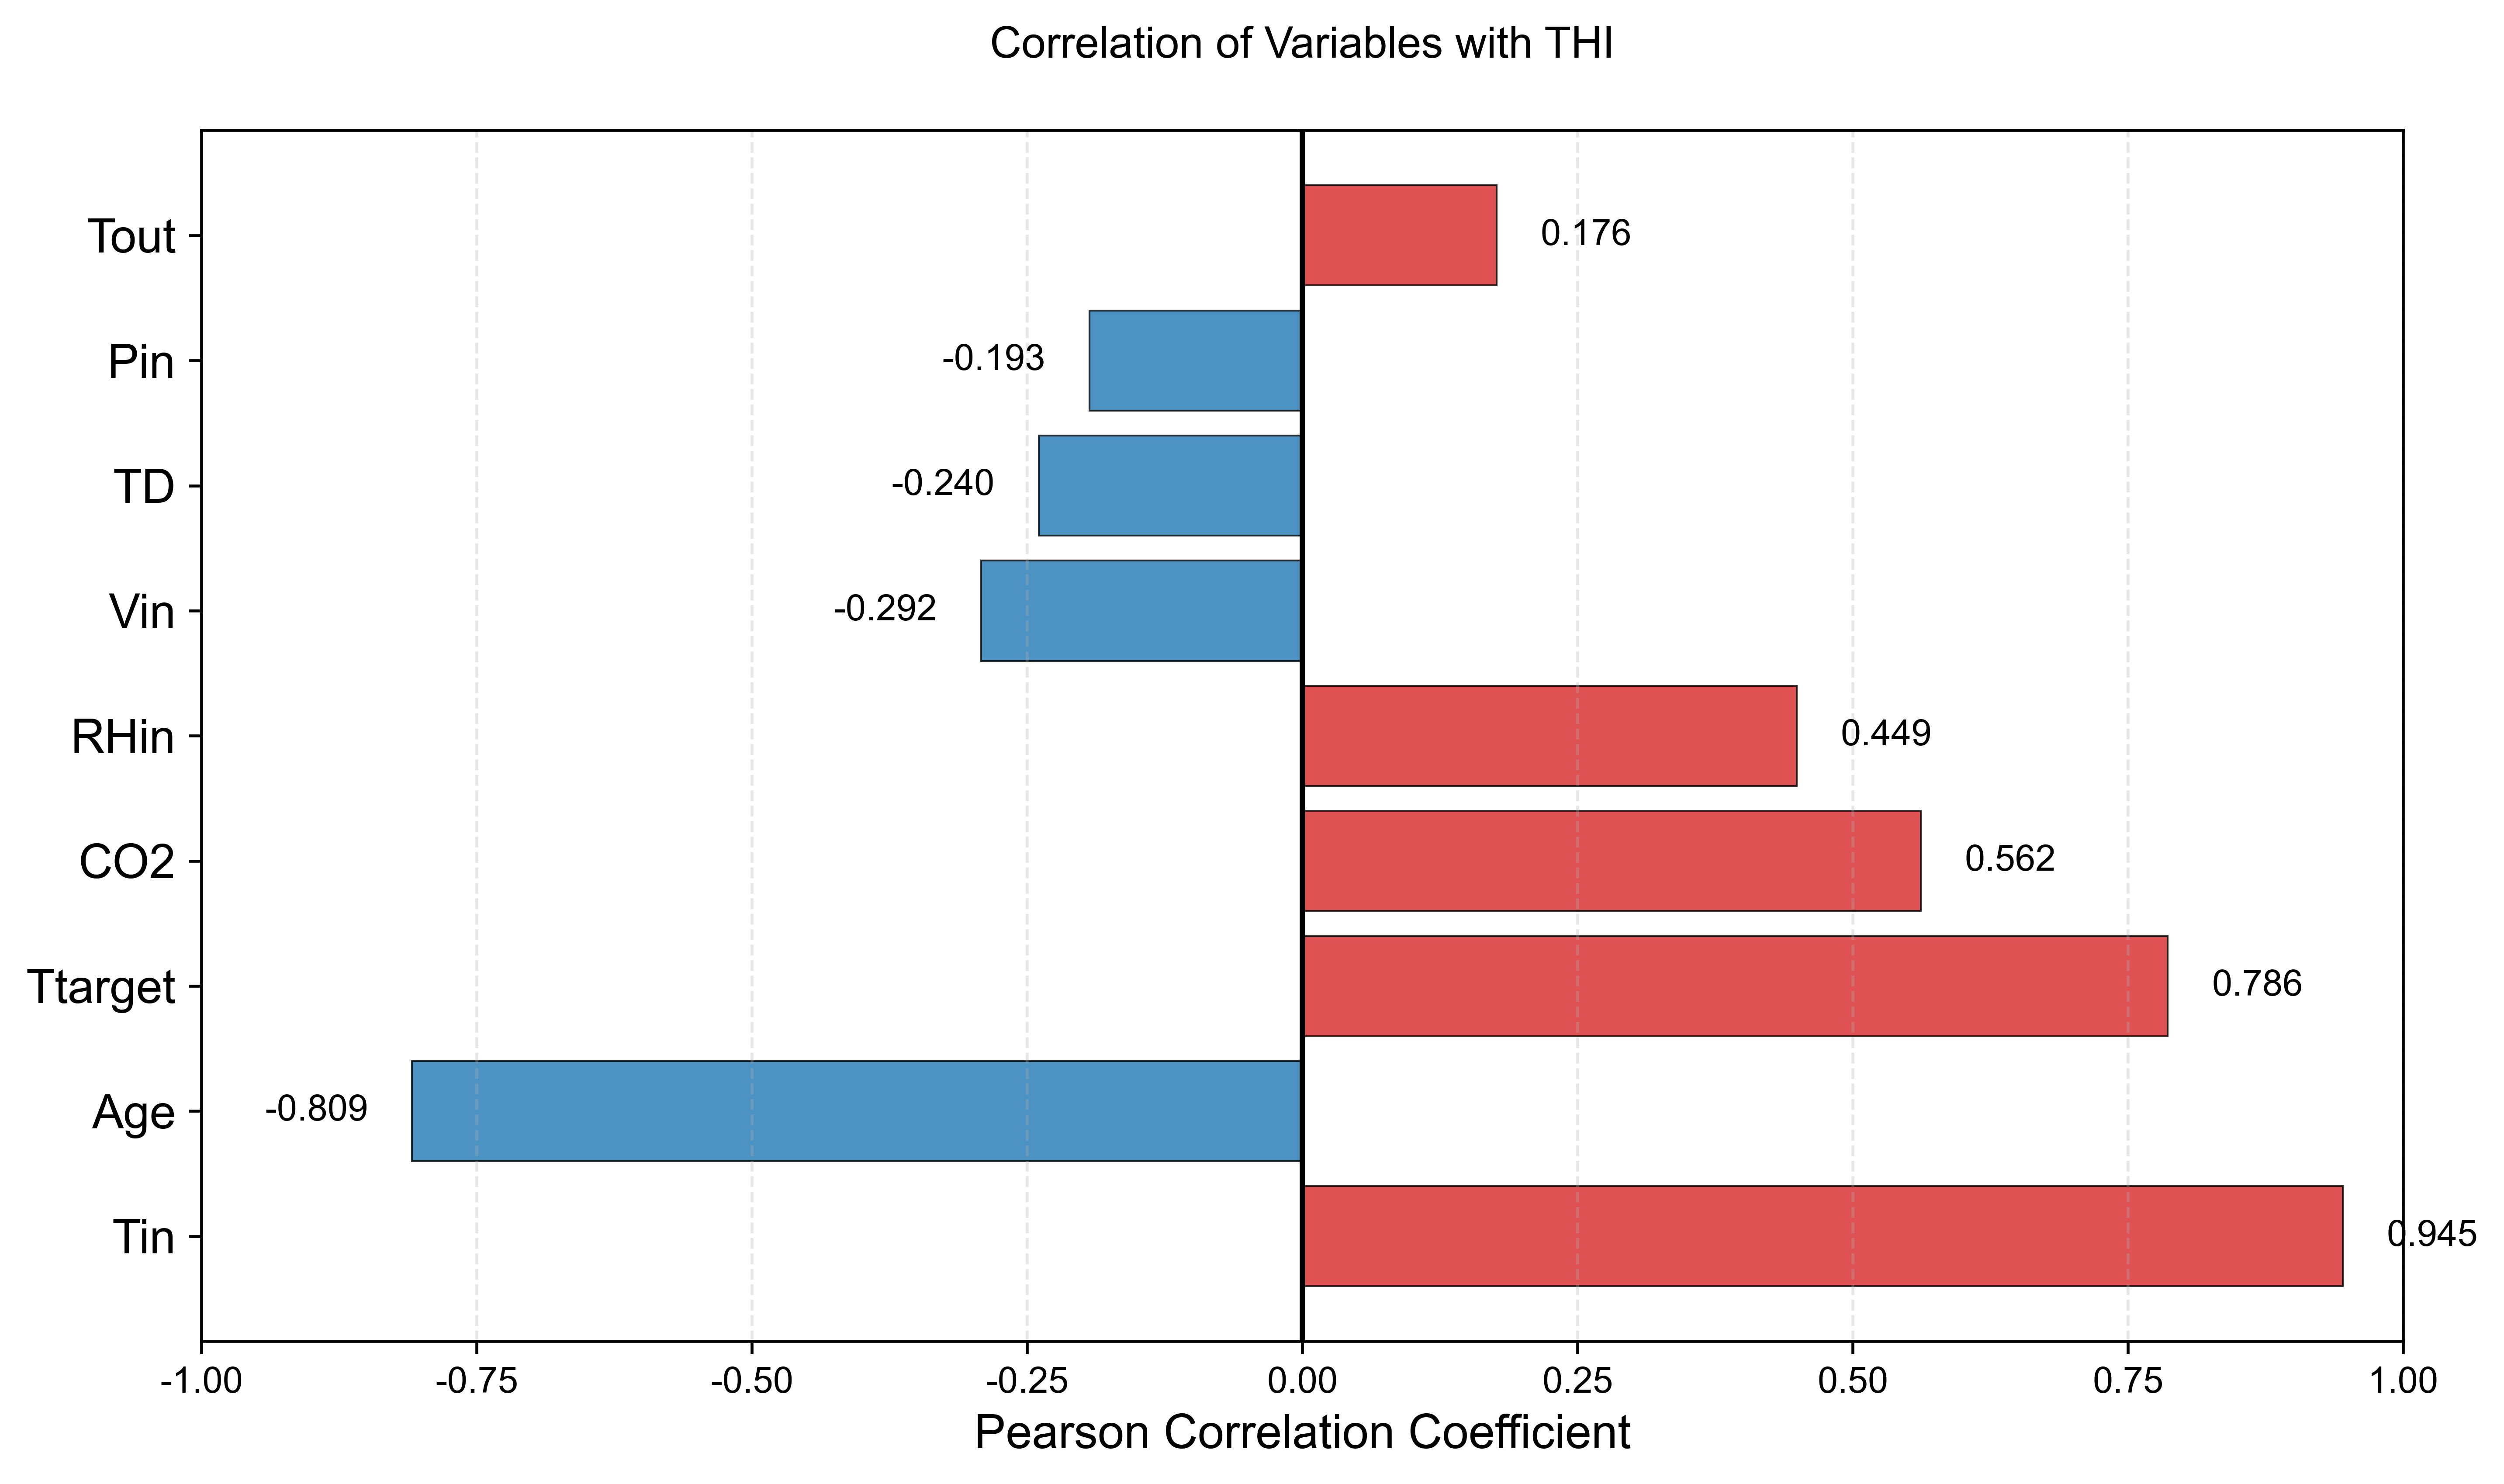 Correlation of Variables with THI
Tout
0.176
Pin
-0.193
TD
-0.240
Vin
-0.292
RHin
0.449
CO2
0.562
Ttarget
0.786
Age
-0.809
Tin
0.945
-1.00 -0.75 -0.50 -0.25 0.00 0.25 0.50 0.75 1.00
Pearson Correlation Coefficient